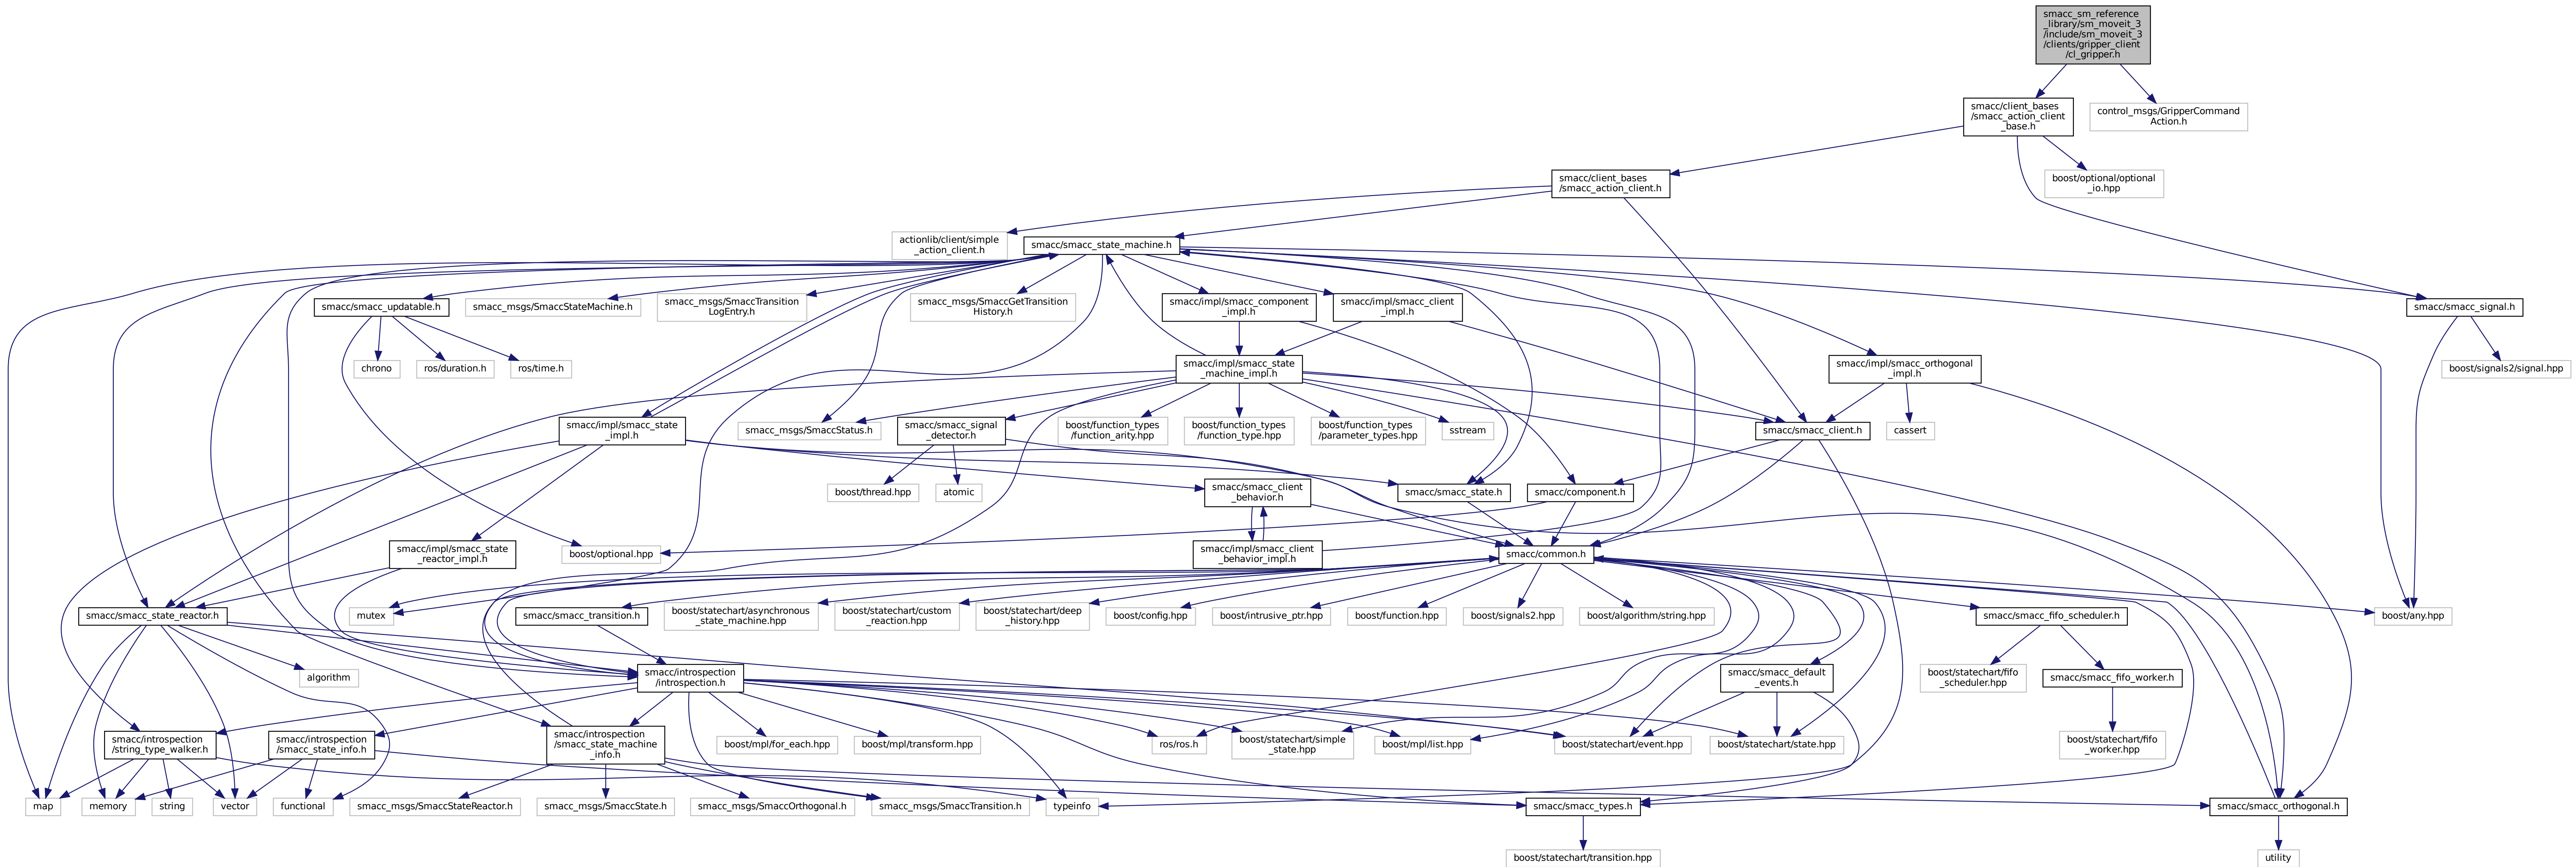 smacc_sm_reference
_library/sm_moveit_3
/include/sm_moveit_3
/clients/gripper_client
/cl_gripper.h
smacc/client_bases
/smacc_action_client
_base.h
control_msgs/GripperCommand
Action.h
smacc/client_bases
/smacc_action_client.h
boost/optional/optional
_io.hpp
actionlib/client/simple
_action_client.h
smacc/smacc_state_machine.h
smacc/smacc_updatable.h
smacc_msgs/SmaccStateMachine.h
smacc_msgs/SmaccTransition
LogEntry.h
smacc_msgs/SmaccGetTransition
History.h
smacc/impl/smacc_component
_impl.h
smacc/impl/smacc_client
_impl.h
smacc/smacc_signal.h
chrono
ros/duration.h
ros/time.h
smacc/impl/smacc_state
_machine_impl.h
smacc/impl/smacc_orthogonal
_impl.h
boost/signals2/signal.hpp
smacc/impl/smacc_state
_impl.h
smacc_msgs/SmaccStatus.h
smacc/smacc_signal
_detector.h
boost/function_types
/function_arity.hpp
boost/function_types
/function_type.hpp
boost/function_types
/parameter_types.hpp
sstream
smacc/smacc_client.h
cassert
boost/thread.hpp
atomic
smacc/smacc_client
_behavior.h
smacc/smacc_state.h
smacc/component.h
smacc/impl/smacc_state
_reactor_impl.h
boost/optional.hpp
smacc/impl/smacc_client
_behavior_impl.h
smacc/common.h
smacc/smacc_state_reactor.h
mutex
smacc/smacc_transition.h
boost/statechart/asynchronous
_state_machine.hpp
boost/statechart/custom
_reaction.hpp
boost/statechart/deep
_history.hpp
boost/config.hpp
boost/intrusive_ptr.hpp
boost/function.hpp
boost/signals2.hpp
boost/algorithm/string.hpp
smacc/smacc_fifo_scheduler.h
boost/any.hpp
algorithm
smacc/introspection
/introspection.h
smacc/smacc_default
_events.h
boost/statechart/fifo
_scheduler.hpp
smacc/smacc_fifo_worker.h
smacc/introspection
/string_type_walker.h
smacc/introspection
/smacc_state_info.h
smacc/introspection
/smacc_state_machine
_info.h
boost/mpl/for_each.hpp
boost/mpl/transform.hpp
ros/ros.h
boost/statechart/simple
_state.hpp
boost/mpl/list.hpp
boost/statechart/event.hpp
boost/statechart/state.hpp
boost/statechart/fifo
_worker.hpp
map
memory
string
vector
functional
smacc_msgs/SmaccStateReactor.h
smacc_msgs/SmaccState.h
smacc_msgs/SmaccOrthogonal.h
smacc_msgs/SmaccTransition.h
typeinfo
smacc/smacc_types.h
smacc/smacc_orthogonal.h
boost/statechart/transition.hpp
utility